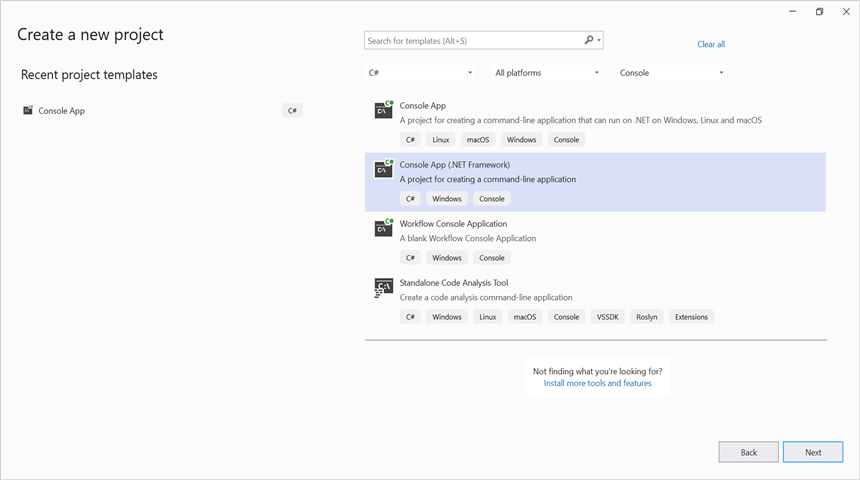 Create a new project
Search for templates (Alt+S)
Clear all
Recent project templates
C#
All platforms
Console
Console App
C#
Console App
A project for creating a command-line application that can run on .NET on Windows, Linux and macOS
C# Linux macOS Windows Console
Console App (.NET Framework)
A project for creating a command-line application
C# Windows Console
Workflow Console Application
A blank Workflow Console Application
C# Windows Console
Standalone Code Analysis Tool
Create a code analysis command-line application
C# Windows Linux macOS Console VSSDK Roslyn Extensions
Not finding what you're looking for?
Install more tools and features
Back
Next